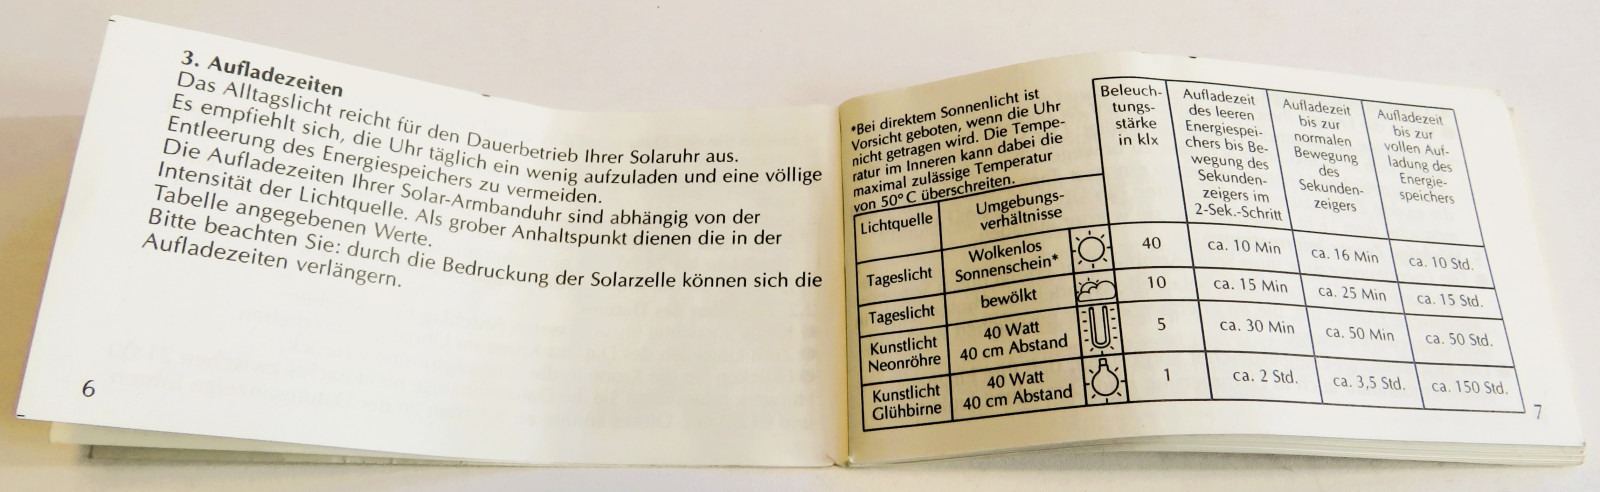 3. Aufladezeiten
Das Alltagslicht reicht für den Dauerbetrieb Ihrer Solaruhr aus.
Es empfiehlt sich, die Uhr täglich ein wenig aufzuladen und eine völlige
Entleerung des Energiespeichers zu vermeiden.
Die Aufladezeiten Ihrer Solar-Armbanduhr sind abhängig von der
Intensität der Lichtquelle. Als grober Anhaltspunkt dienen die in der
Tabelle angegebenen Werte.
Bitte beachten Sie: durch die Bedruckung der Solarzelle können sich die
Aufladezeiten verlängern.
6
*Bei direktem Sonnenlicht ist
Vorsicht geboten, wenn die Uhr
nicht getragen wird. Die Tempe-
ratur im Inneren kann dabei die
maximal zulässige Temperatur
von 50° C überschreiten.
Lichtquelle
Umgebungs-
verhältnisse
Beleuch-
tungs-
stärke
in klx
Aufladezeit
des leeren
Energiespei-
chers bis Be-
wegung des
Sekunden-
zeigers im
2-Sek.-Schritt
Aufladezeit
bis zur
normalen
Bewegung
des
Sekunden-
zeigers
Aufladezeit
bis zur
vollen Auf-
ladung des
Energie-
speichers
Tageslicht
Wolkenlos
Sonnenschein*
40
ca. 10 Min
ca. 16 Min
ca. 10 Std.
Tageslicht
bewölkt
10
ca. 15 Min
ca. 25 Min
ca. 15 Std.
Kunstlicht
Neonröhre
40 Watt
40 cm Abstand
5
ca. 30 Min
ca. 50 Min
ca. 50 Std.
Kunstlicht
Glühbirne
40 Watt
40 cm Abstand
1
ca. 2 Std.
ca. 3,5 Std.
ca. 150 Std.
7